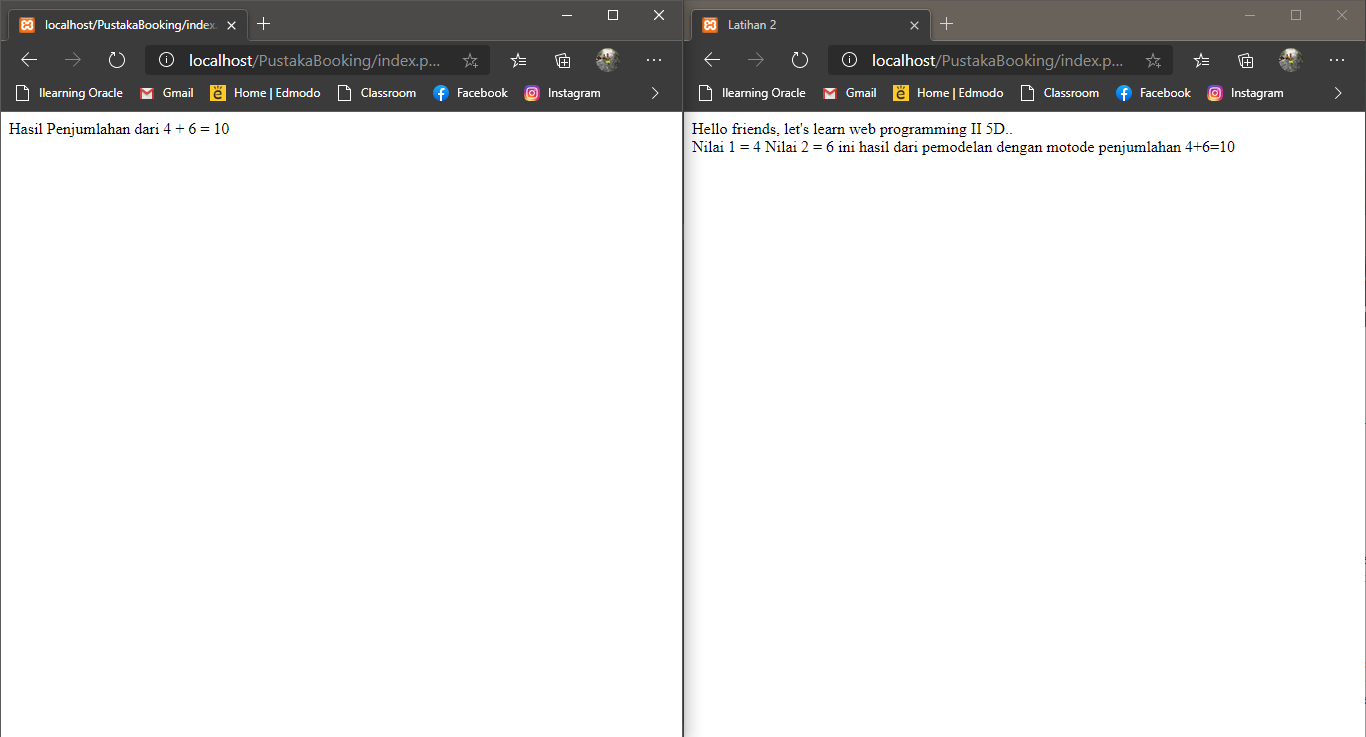 localhost/PustakaBooking/index.
localhost/PustakaBooking/index.p...
Ilearning Oracle Gmail Home | Edmodo Classroom Facebook Instagram
Hasil Penjumlahan dari 4 + 6 = 10
Latihan 2
localhost/PustakaBooking/index.p...
Ilearning Oracle Gmail Home | Edmodo Classroom Facebook Instagram
Hello friends, let's learn web programming II 5D..
Nilai 1 = 4 Nilai 2 = 6 ini hasil dari pemodelan dengan motode penjumlahan 4+6=10